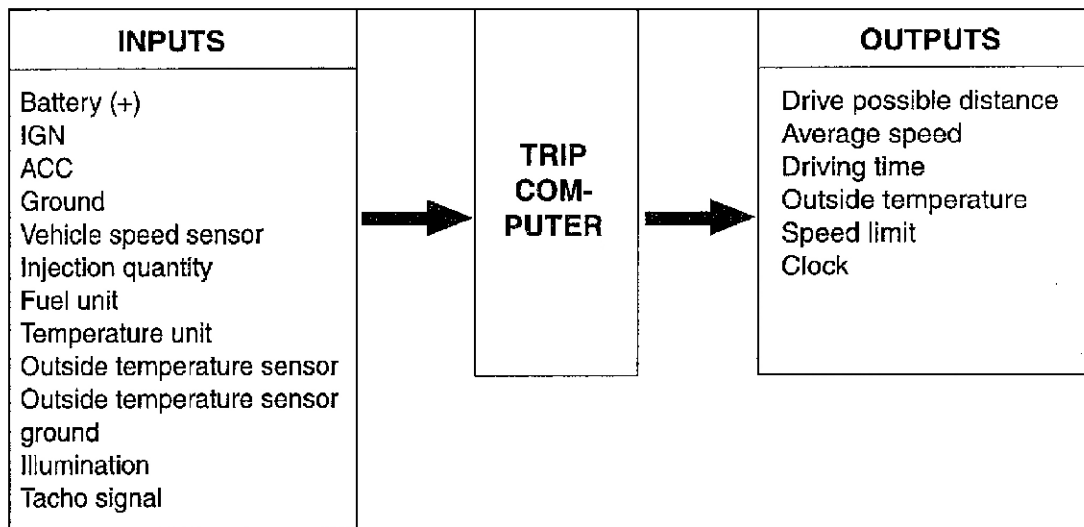 INPUTS
Battery (+)
IGN
ACC
Ground
Vehicle speed sensor
Injection quantity
Fuel unit
Temperature unit
Outside temperature sensor
Outside temperature sensor
ground
Illumination
Tacho signal
TRIP
COM-
PUTER
OUTPUTS
Drive possible distance
Average speed
Driving time
Outside temperature
Speed limit
Clock